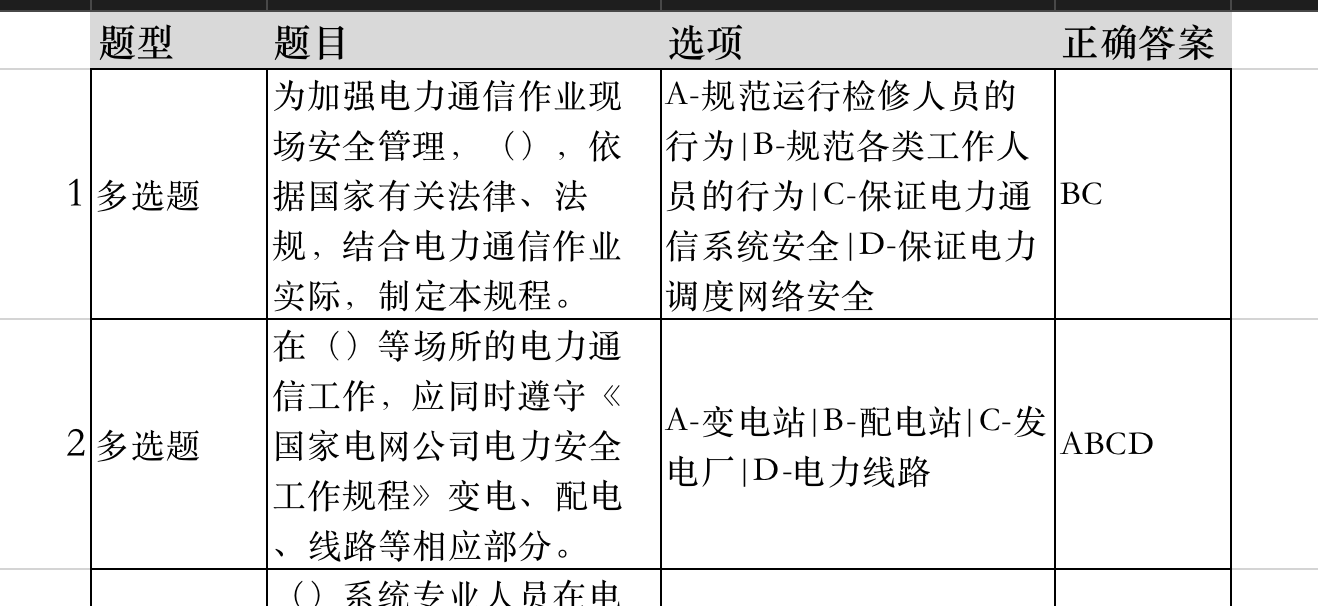 题型 题目 选项 正确答案
1 多选题
为加强电力通信作业现
场安全管理，（），依
据国家有关法律、法
规，结合电力通信作业
实际，制定本规程。
A-规范运行检修人员的
行为|B-规范各类工作人
员的行为|C-保证电力通
信系统安全|D-保证电力
调度网络安全
BC
2 多选题
在（）等场所的电力通
信工作，应同时遵守《
国家电网公司电力安全
工作规程》变电、配电
、线路等相应部分。
A-变电站|B-配电站|C-发
电厂|D-电力线路
ABCD
（）系统专业人员在电